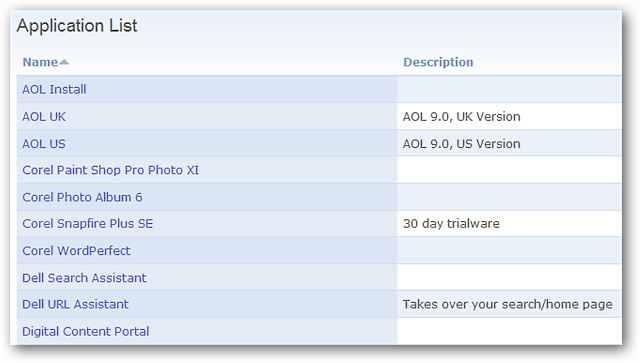 Application List
Name Description
AOL Install
AOL UK AOL 9.0, UK Version
AOL US AOL 9.0, US Version
Corel Paint Shop Pro Photo XI
Corel Photo Album 6
Corel Snapfire Plus SE 30 day trialware
Corel WordPerfect
Dell Search Assistant
Dell URL Assistant Takes over your search/home page
Digital Content Portal